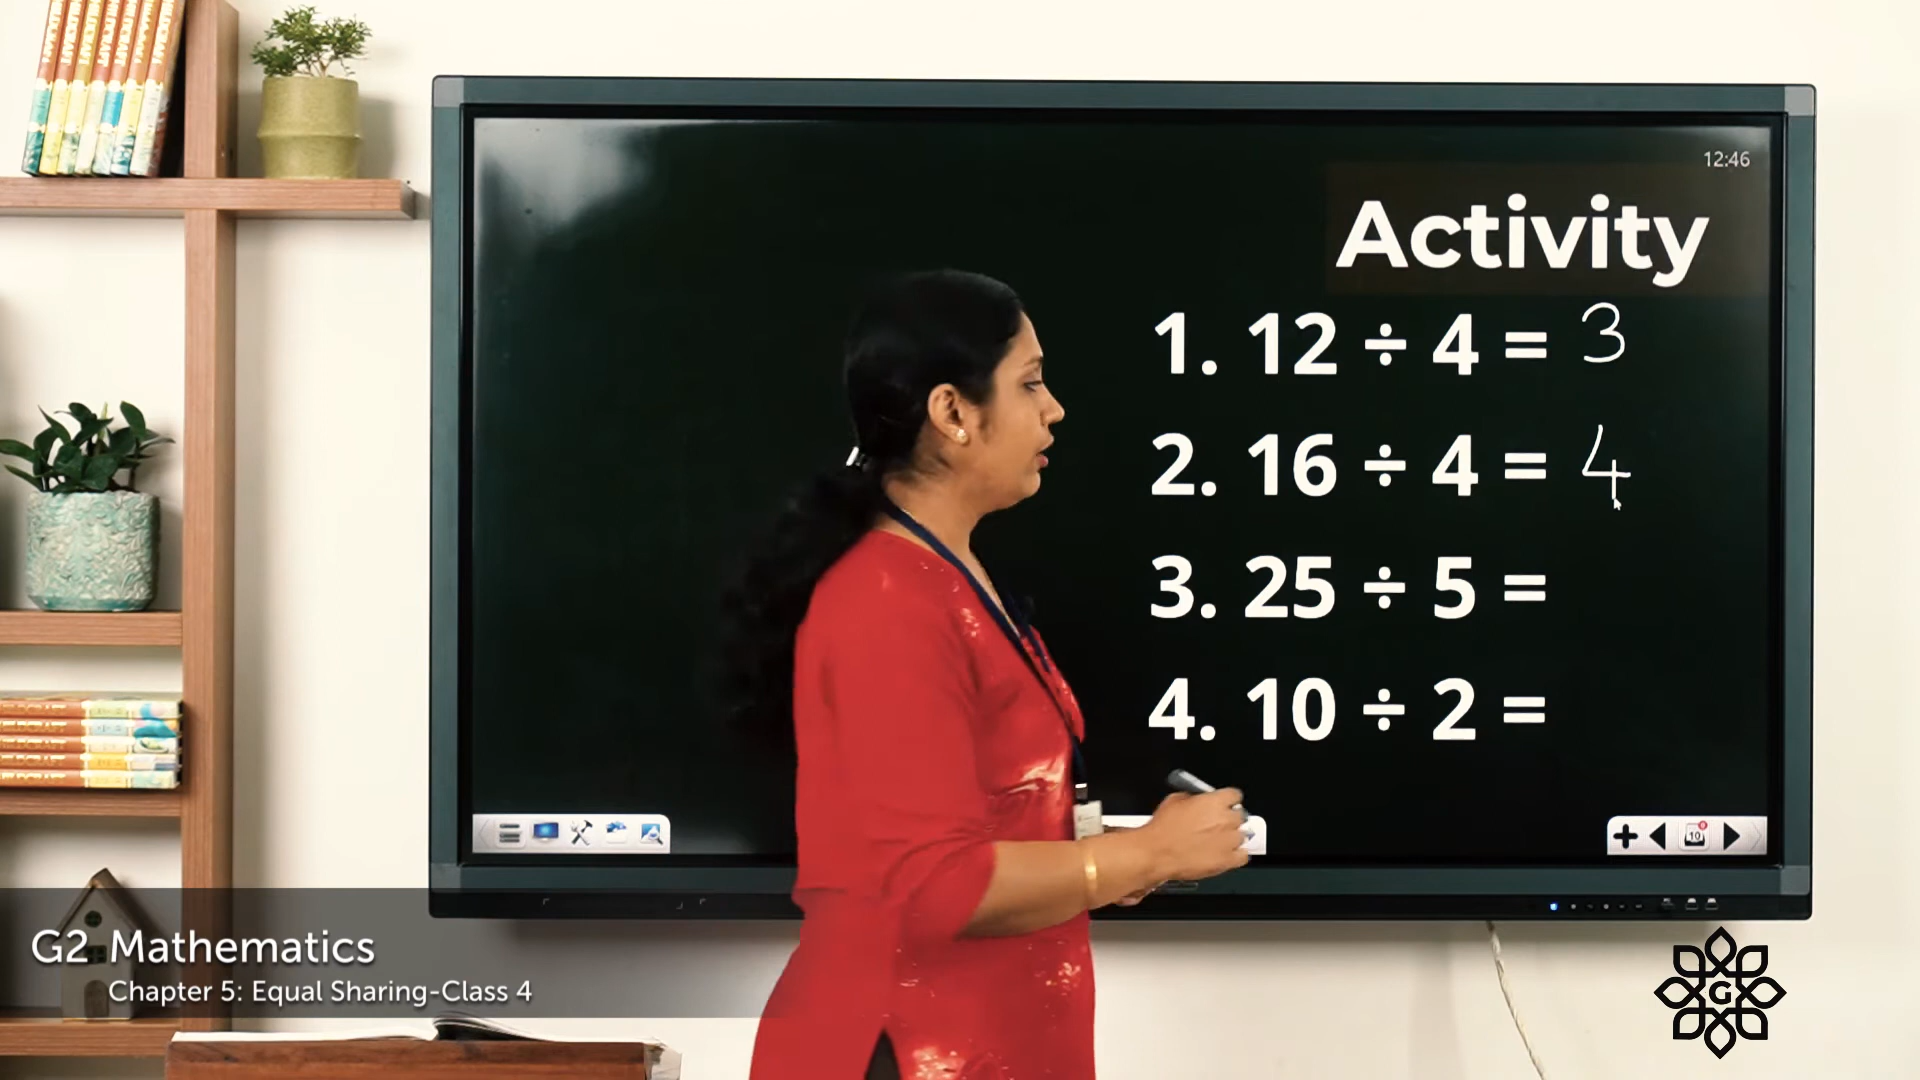 12:46
Activity
1. 12 ÷ 4 = 3
2. 16 ÷ 4 = 4
3. 25 ÷ 5 =
4. 10 ÷ 2 =
10
G2 Mathematics
Chapter 5: Equal Sharing-Class 4
G